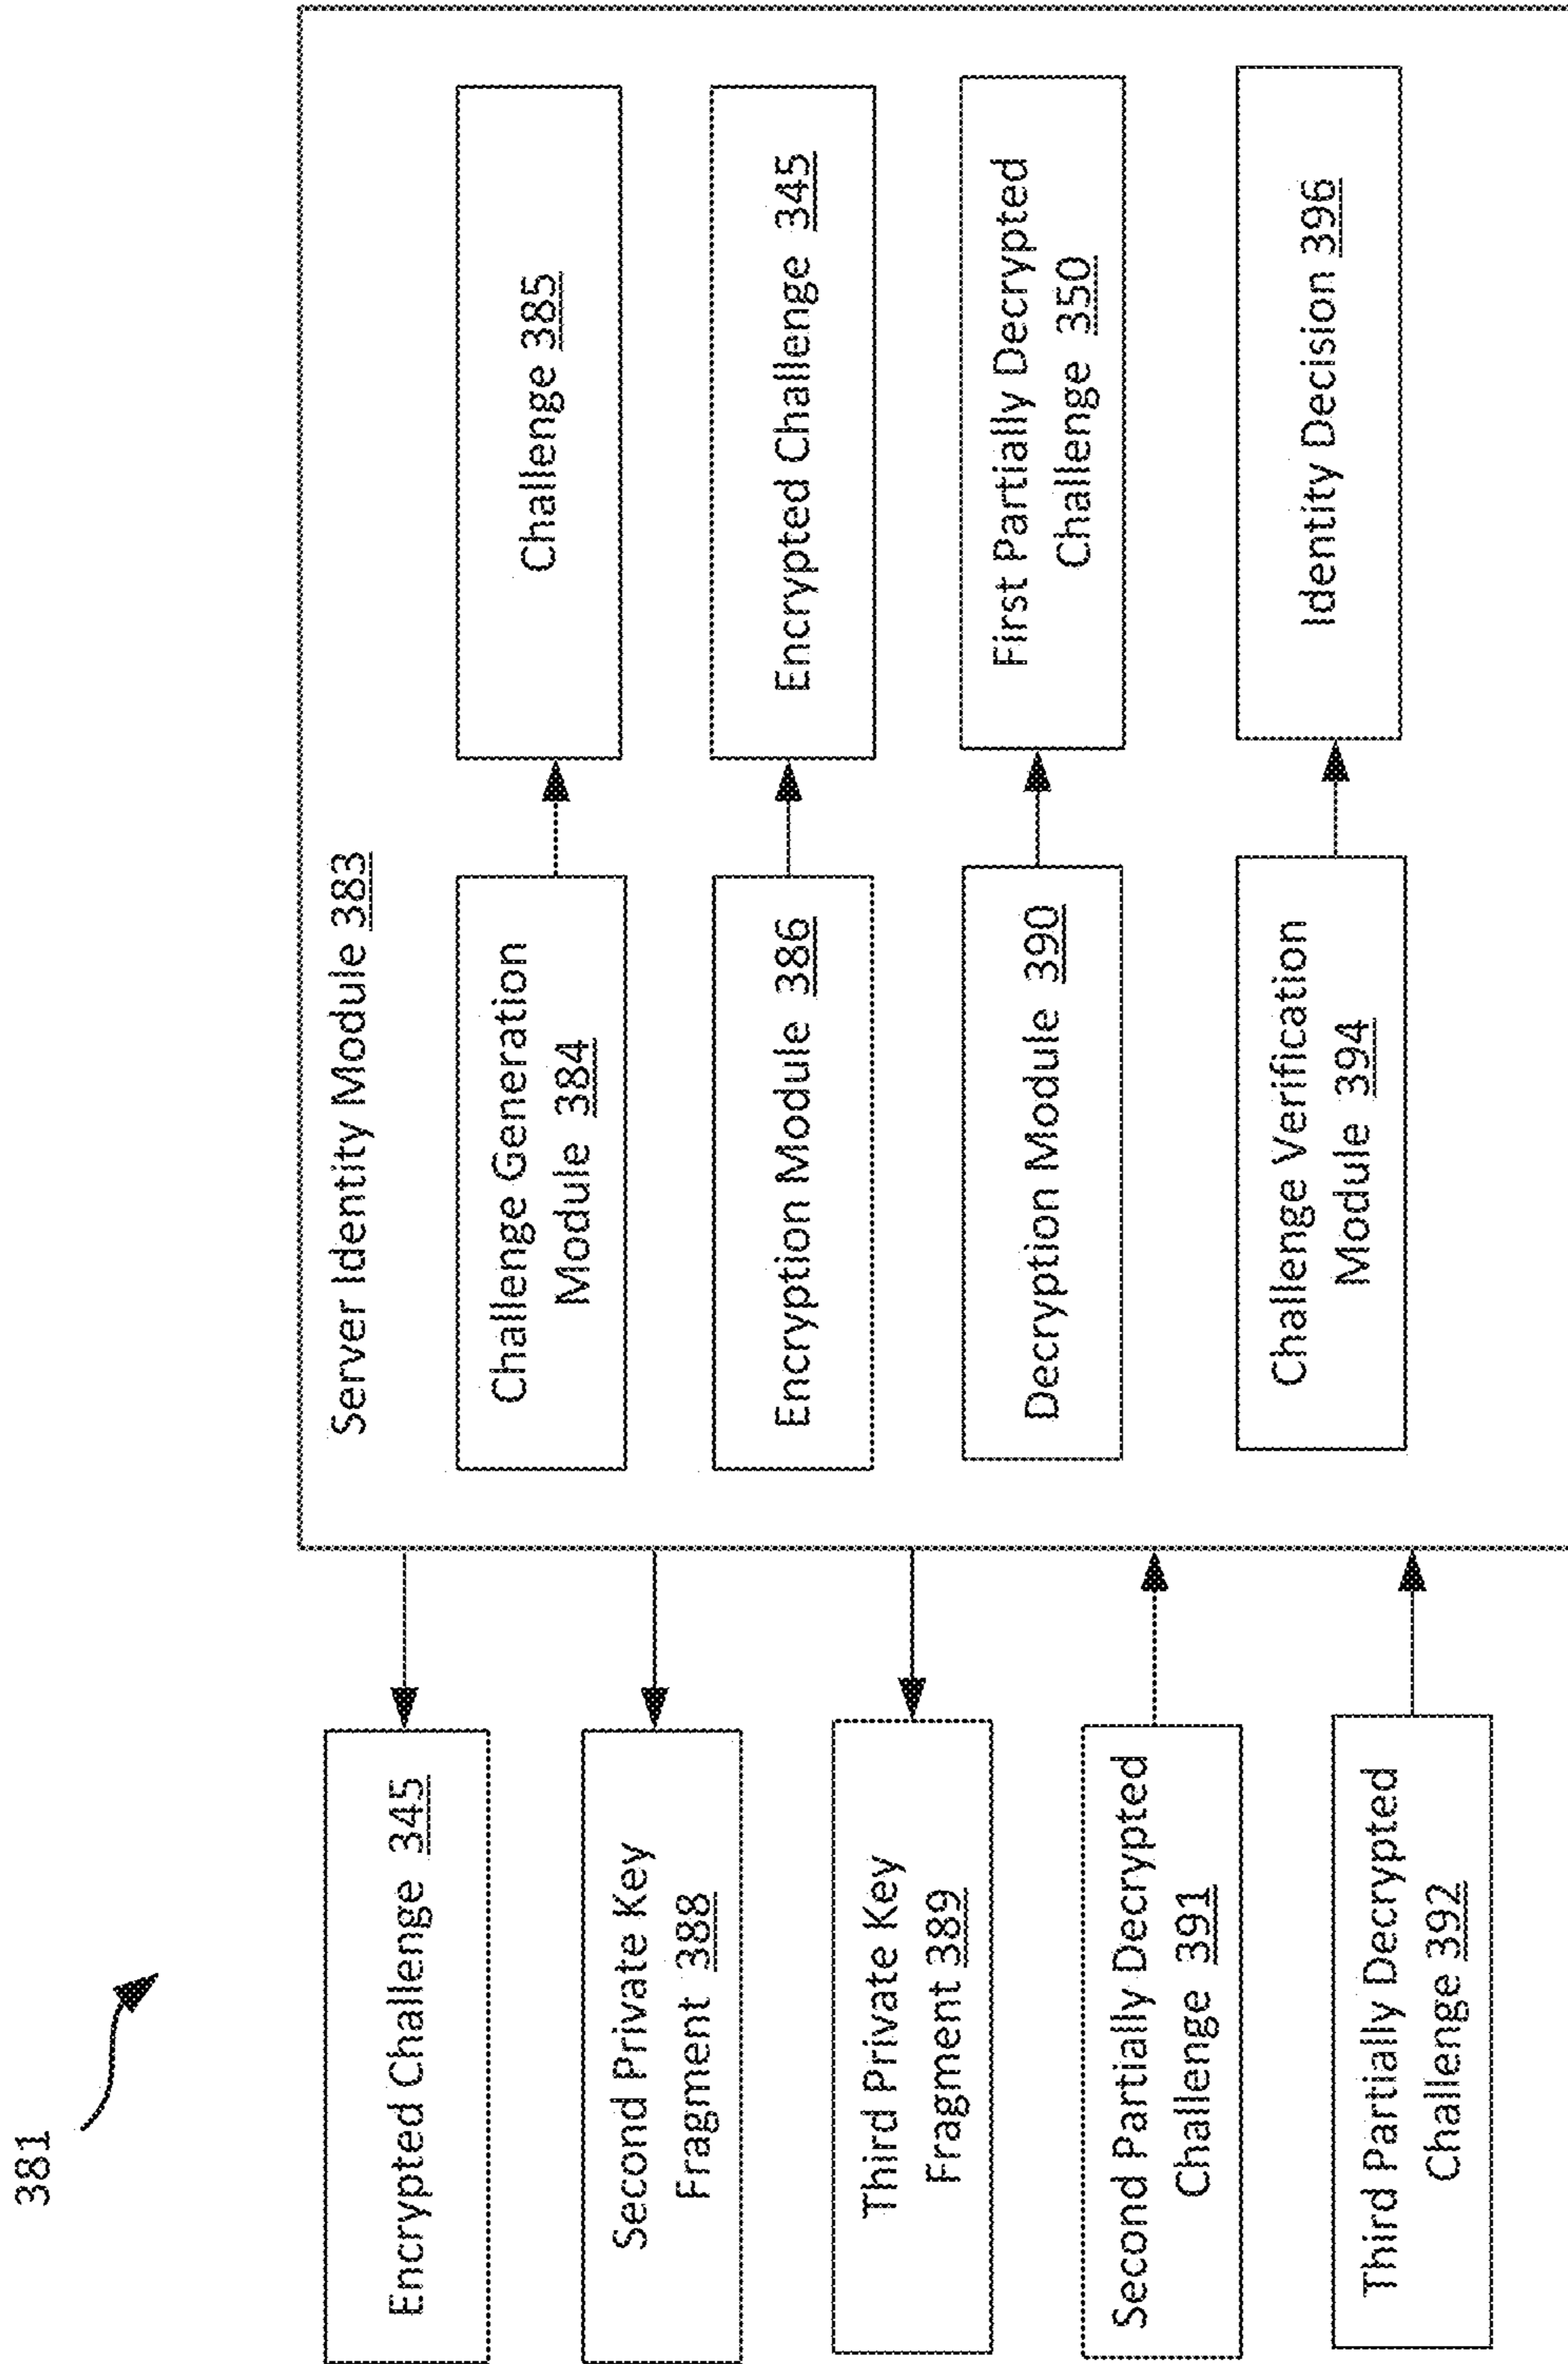 381
Encrypted Challenge 345
Second Private Key
Fragment 388
Third Private Key
Fragment 389
Second Partially Decrypted
Challenge 391
Third Partially Decrypted
Challenge 392
Server Identity Module 383
Challenge Generation
Module 384
Challenge 385
Encryption Module 386
Encrypted Challenge 345
Decryption Module 390
First Partially Decrypted
Challenge 350
Challenge Verification
Module 394
Identity Decision 396